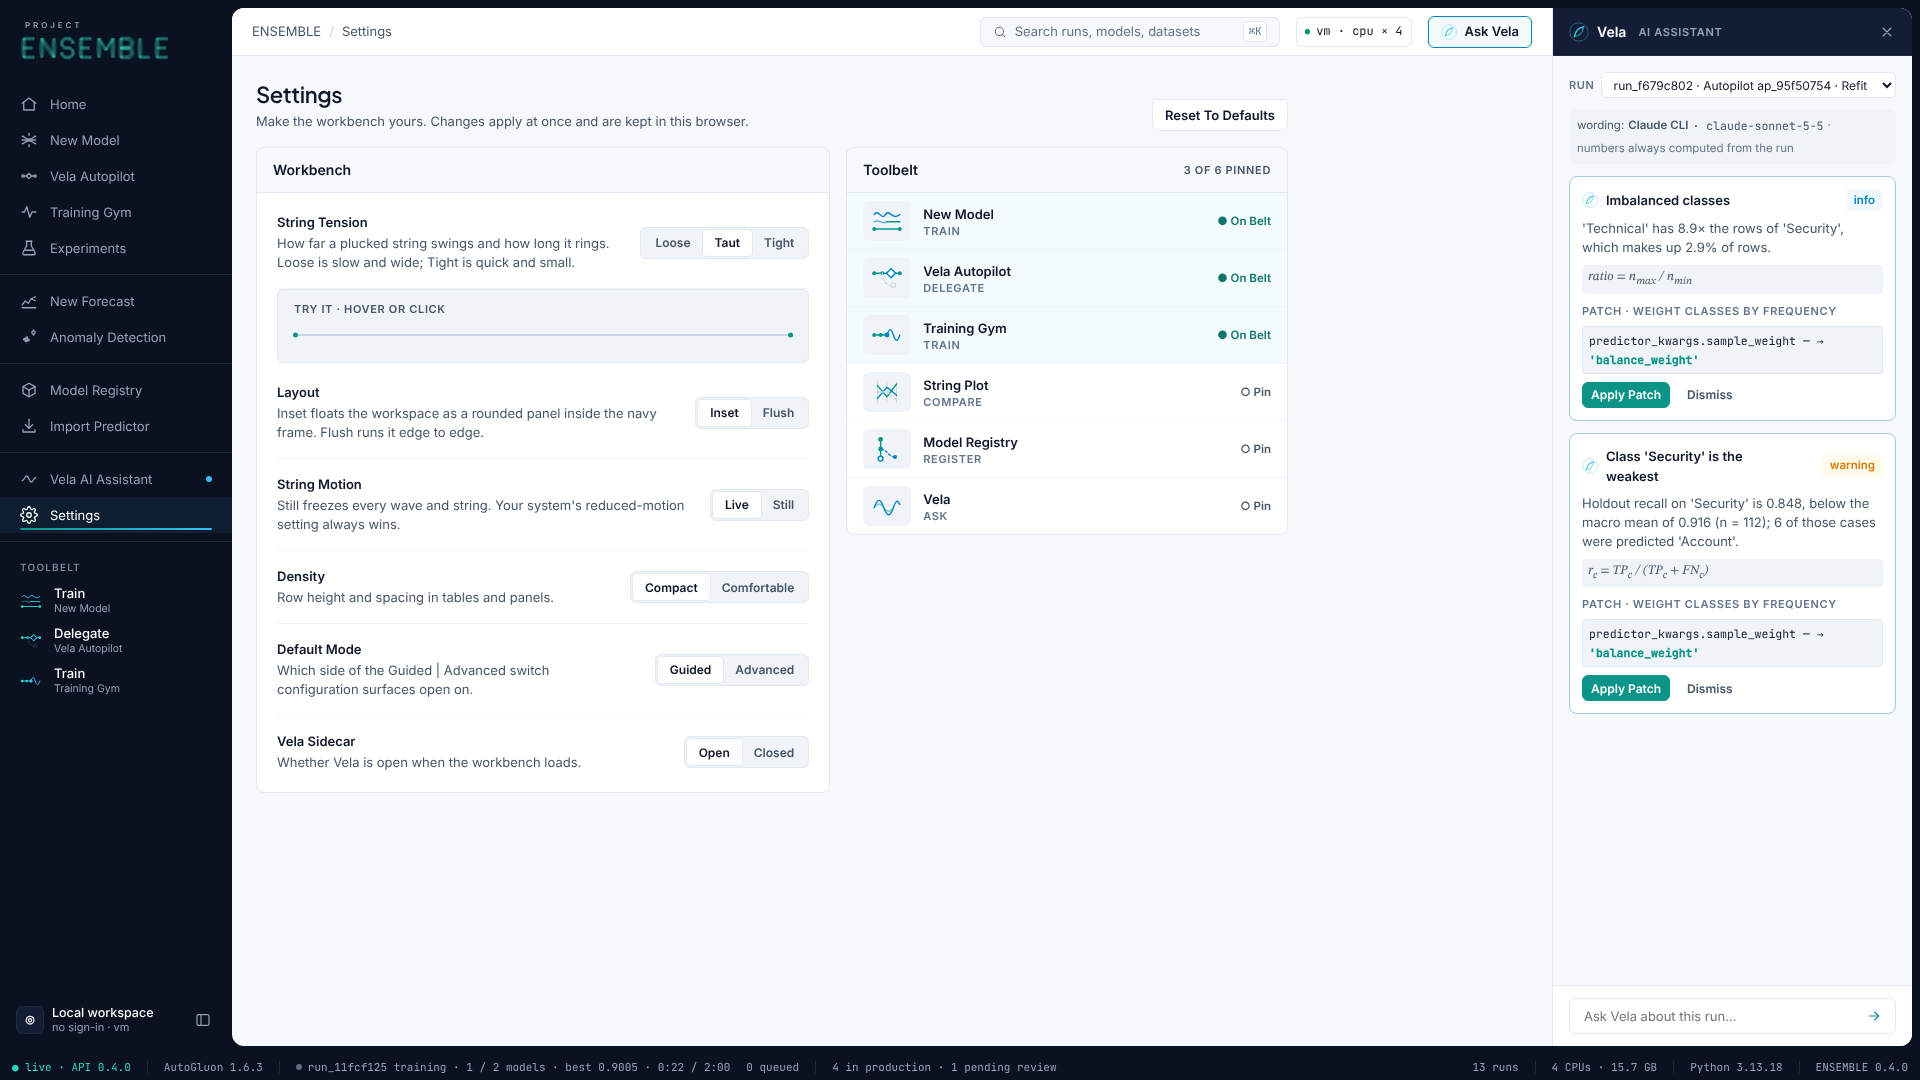 PROJECT
ENSEMBLE
Home
New Model
Vela Autopilot
Training Gym
Experiments
New Forecast
Anomaly Detection
Model Registry
Import Predictor
Vela AI Assistant
Settings
TOOLBELT
Train
New Model
Delegate
Vela Autopilot
Train
Training Gym
Local workspace
no sign-in · vm
ENSEMBLE / Settings
Search runs, models, datasets ⌘K
vm · cpu × 4
Ask Vela
Settings
Make the workbench yours. Changes apply at once and are kept in this browser.
Reset To Defaults
Workbench
String Tension
How far a plucked string swings and how long it rings.
Loose is slow and wide; Tight is quick and small.
Loose Taut Tight
TRY IT · HOVER OR CLICK
Layout
Inset floats the workspace as a rounded panel inside the navy
frame. Flush runs it edge to edge.
Inset Flush
String Motion
Still freezes every wave and string. Your system's reduced-motion
setting always wins.
Live Still
Density
Row height and spacing in tables and panels.
Compact Comfortable
Default Mode
Which side of the Guided | Advanced switch
configuration surfaces open on.
Guided Advanced
Vela Sidecar
Whether Vela is open when the workbench loads.
Open Closed
Toolbelt
3 OF 6 PINNED
New Model
TRAIN
On Belt
Vela Autopilot
DELEGATE
On Belt
Training Gym
TRAIN
On Belt
String Plot
COMPARE
Pin
Model Registry
REGISTER
Pin
Vela
ASK
Pin
Vela AI ASSISTANT
RUN run_f679c802 · Autopilot ap_95f50754 · Refit
wording: Claude CLI · claude-sonnet-5-5 ·
numbers always computed from the run
Imbalanced classes
info
'Technical' has 8.9× the rows of 'Security',
which makes up 2.9% of rows.
ratio = n_max / n_min
PATCH · WEIGHT CLASSES BY FREQUENCY
predictor_kwargs.sample_weight — →
'balance_weight'
Apply Patch Dismiss
Class 'Security' is the
weakest
warning
Holdout recall on 'Security' is 0.848, below the
macro mean of 0.916 (n = 112); 6 of those cases
were predicted 'Account'.
r_c = TP_c / (TP_c + FN_c)
PATCH · WEIGHT CLASSES BY FREQUENCY
predictor_kwargs.sample_weight — →
'balance_weight'
Apply Patch Dismiss
Ask Vela about this run...
live · API 0.4.0
AutoGluon 1.6.3
run_11fcf125 training · 1 / 2 models · best 0.9005 · 0:22 / 2:00 0 queued
4 in production · 1 pending review
13 runs
4 CPUs · 15.7 GB
Python 3.13.18
ENSEMBLE 0.4.0